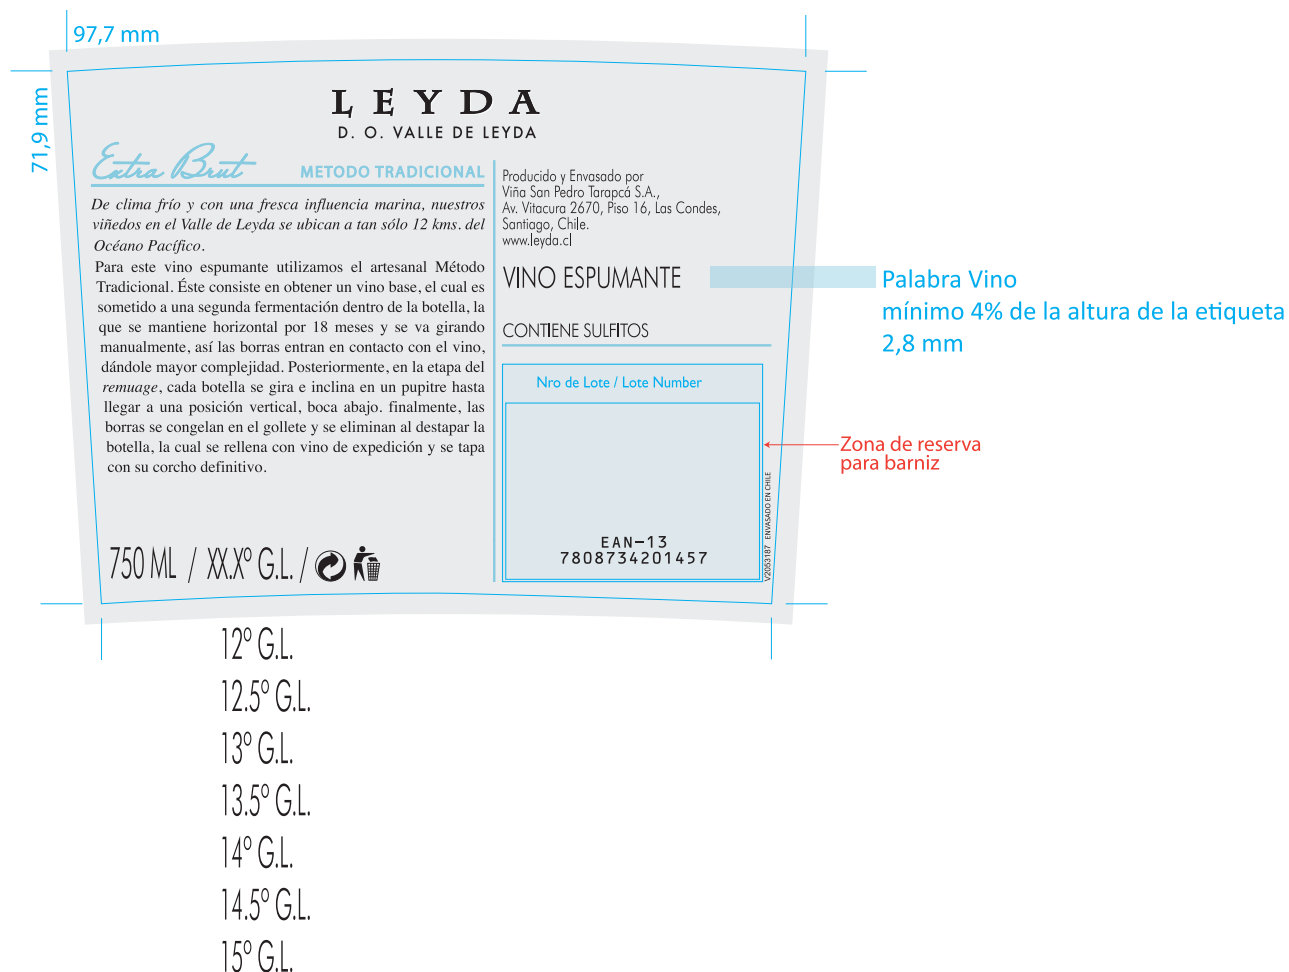 97,7 mm
71,9 mm
LEYDA
D. O. VALLE DE LEYDA
Extra Brut
METODO TRADICIONAL
De clima frío y con una fresca influencia marina, nuestros
viñedos en el Valle de Leyda se ubican a tan sólo 12 kms. del
Océano Pacífico.
Para este vino espumante utilizamos el artesanal Método
Tradicional. Éste consiste en obtener un vino base, el cual es
sometido a una segunda fermentación dentro de la botella, la
que se mantiene horizontal por 18 meses y se va girando
manualmente, así las borras entran en contacto con el vino,
dándole mayor complejidad. Posteriormente, en la etapa del
remuage, cada botella se gira e inclina en un pupitre hasta
llegar a una posición vertical, boca abajo. finalmente, las
borras se congelan en el gollete y se eliminan al destapar la
botella, la cual se rellena con vino de expedición y se tapa
con su corcho definitivo.
750 ML / XX.Xº G.L. /
Producido y Envasado por
Viña San Pedro Tarapcá S.A.,
Av. Vitacura 2670, Piso 16, Las Condes,
Santiago, Chile.
www.leyda.cl
VINO ESPUMANTE
CONTIENE SULFITOS
Nro de Lote / Lote Number
EAN-13
7808734201457
V2053187 ENVASADO EN CHILE
Palabra Vino
mínimo 4% de la altura de la etiqueta
2,8 mm
Zona de reserva
para barniz
12º G.L.
12.5º G.L.
13º G.L.
13.5º G.L.
14º G.L.
14.5º G.L.
15º G.L.